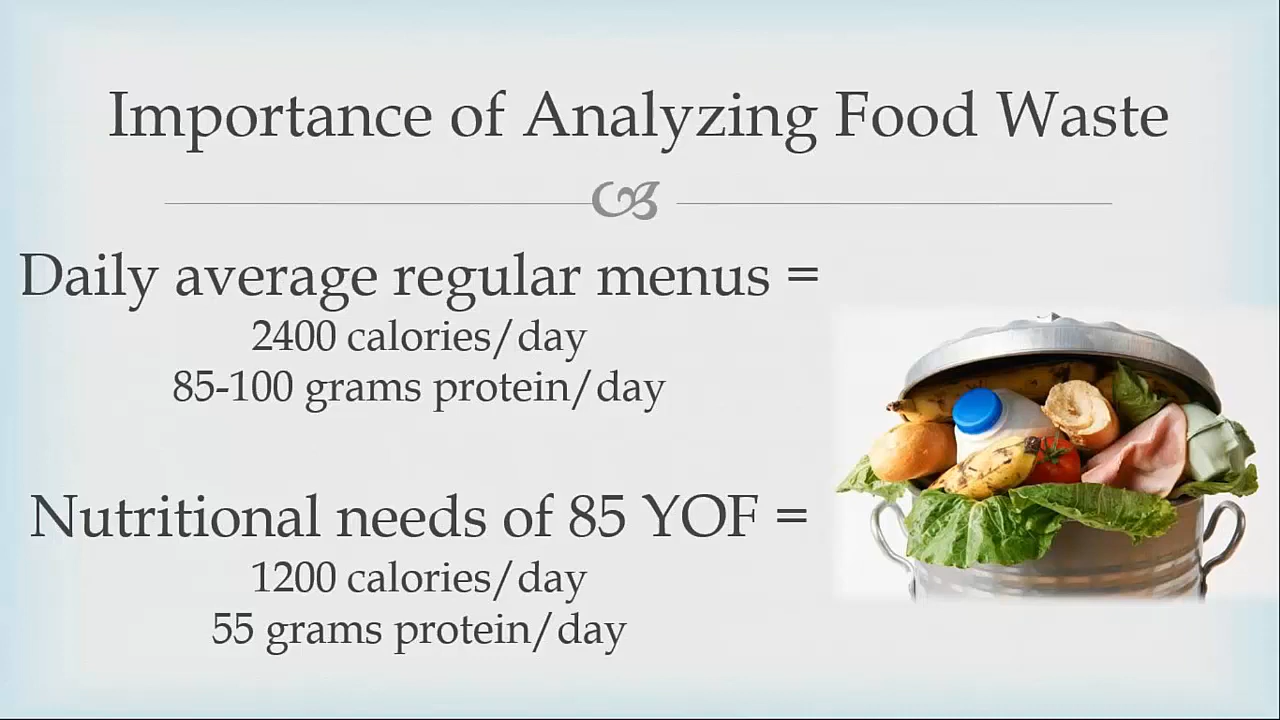 Importance of Analyzing Food Waste
Daily average regular menus =
2400 calories/day
85-100 grams protein/day
Nutritional needs of 85 YOF =
1200 calories/day
55 grams protein/day